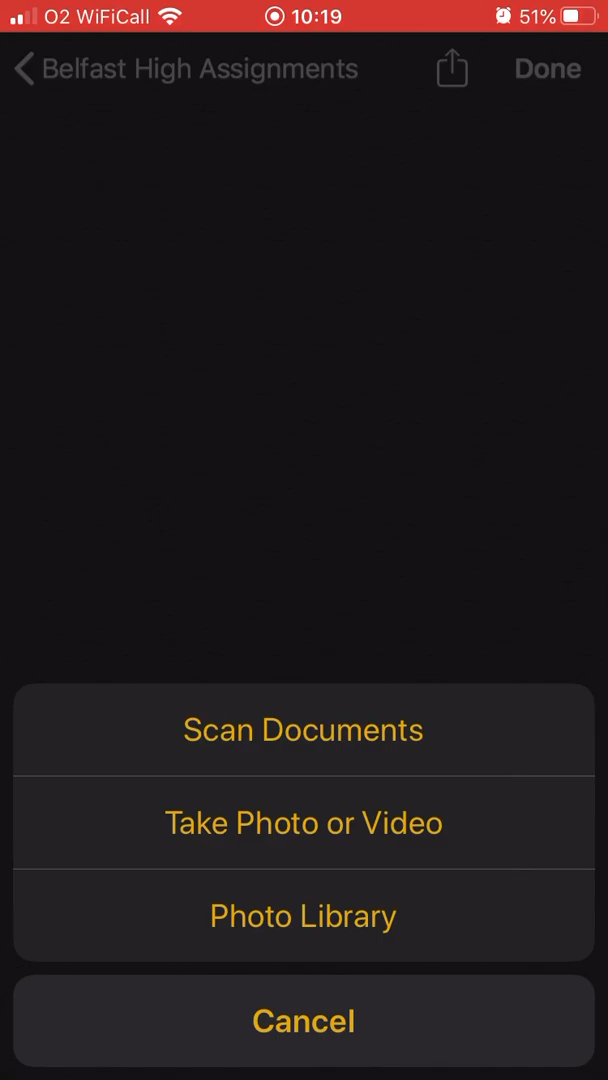 O2 WiFiCall 10:19 51%
Belfast High Assignments Done
Scan Documents
Take Photo or Video
Photo Library
Cancel